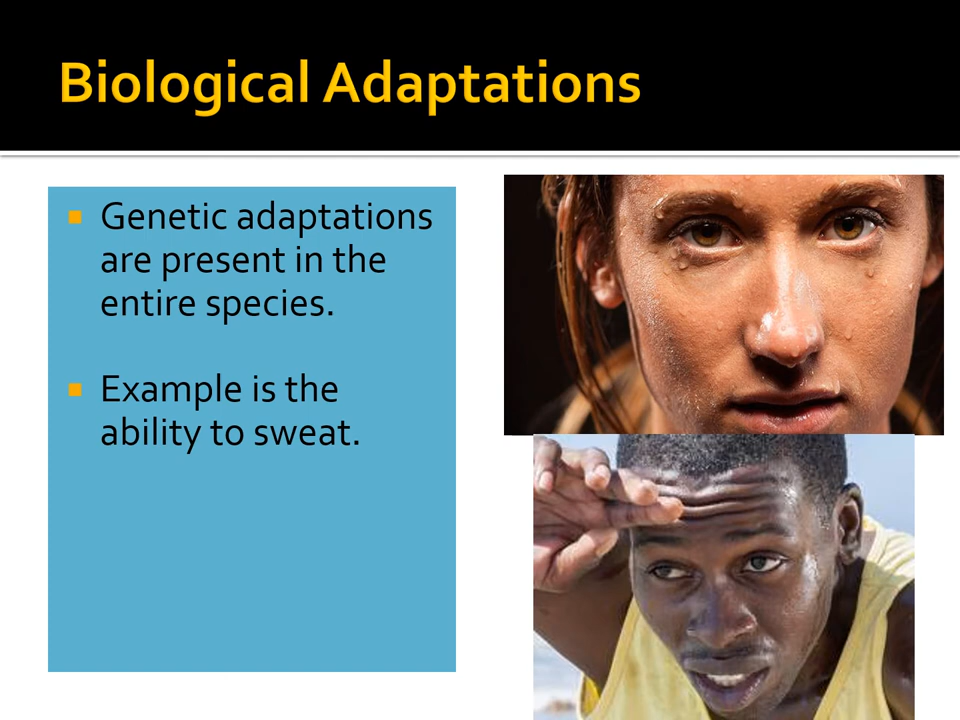 Biological Adaptations
Genetic adaptations
are present in the
entire species.
Example is the
ability to sweat.